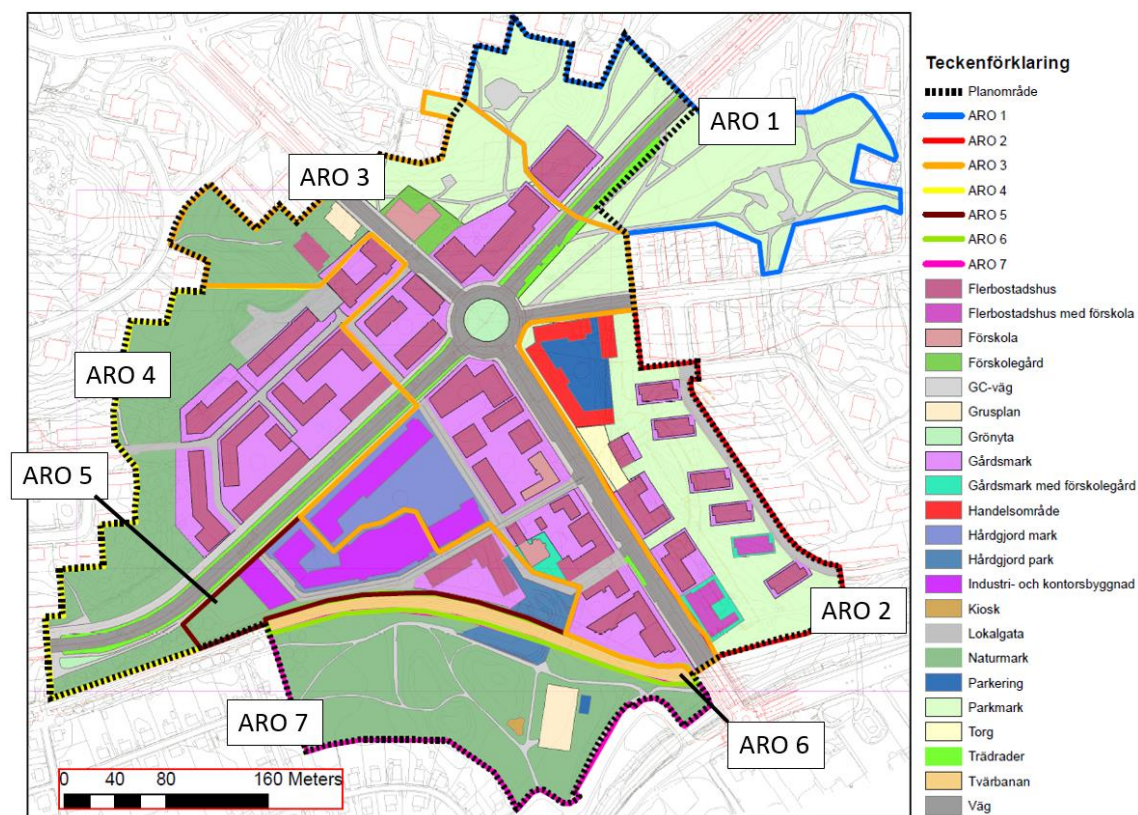 ARO 1
ARO 3
ARO 4
ARO 5
ARO 2
ARO 7
ARO 6
0 40 80 160 Meters
Teckenförklaring
Planområde
ARO 1
ARO 2
ARO 3
ARO 4
ARO 5
ARO 6
ARO 7
Flerbostadshus
Flerbostadshus med förskola
Förskola
Förskolegård
GC-väg
Grusplan
Grönyta
Gårdsmark
Gårdsmark med förskolegård
Handelsområde
Hårdgjord mark
Hårdgjord park
Industri- och kontorsbyggnad
Kiosk
Lokalgata
Naturmark
Parkering
Parkmark
Torg
Trädrader
Tvärbanan
Väg